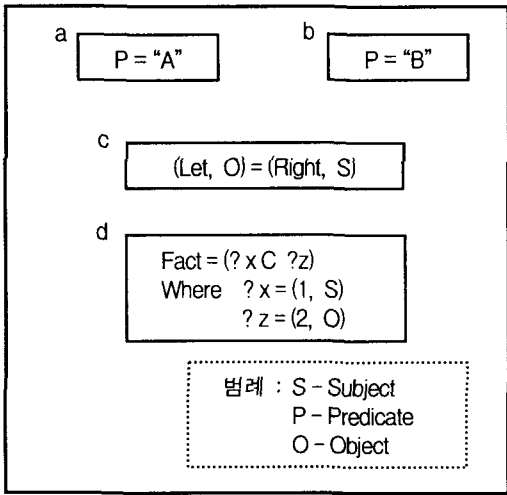 a
P = “A”
b
P = “B”
c
(Let, O) = (Right, S)
d
Fact = (? x C ?z)
Where ? x = (1, S)
? z = (2, O)
범례 : S – Subject
P – Predicate
O – Object